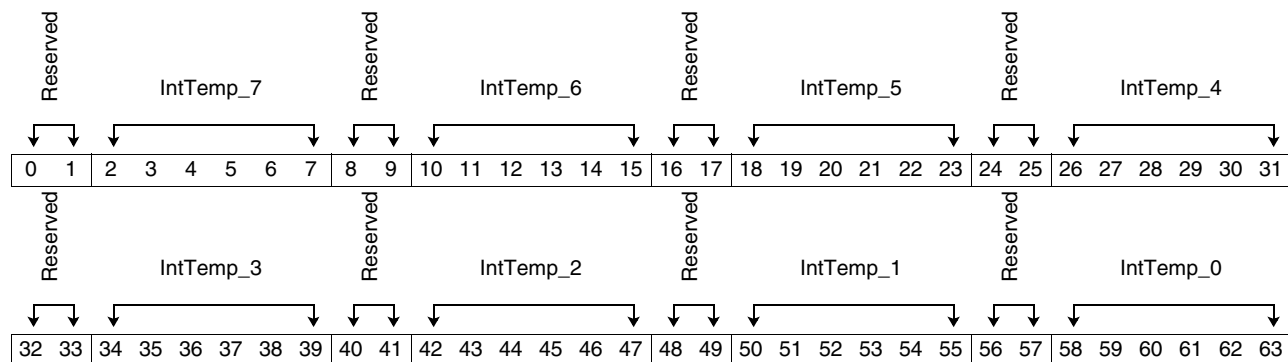 Reserved IntTemp_7 Reserved IntTemp_6 Reserved IntTemp_5 Reserved IntTemp_4
0 1 2 3 4 5 6 7 8 9 10 11 12 13 14 15 16 17 18 19 20 21 22 23 24 25 26 27 28 29 30 31
Reserved IntTemp_3 Reserved IntTemp_2 Reserved IntTemp_1 Reserved IntTemp_0
32 33 34 35 36 37 38 39 40 41 42 43 44 45 46 47 48 49 50 51 52 53 54 55 56 57 58 59 60 61 62 63